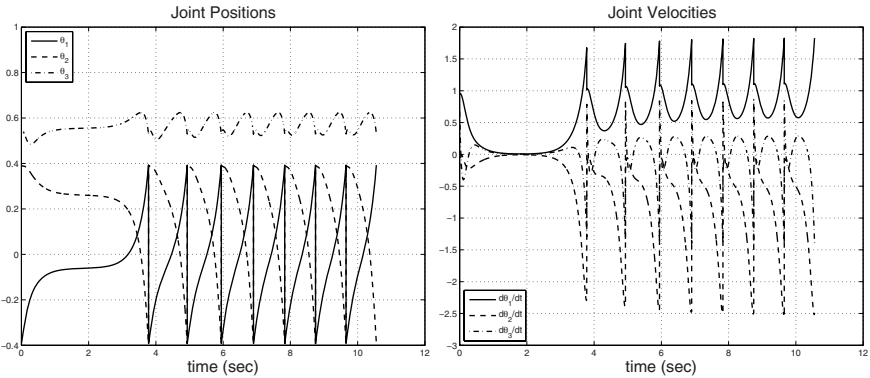 Joint Positions
1
0.8
0.6
0.4
0.2
0
−0.2
−0.4
θ1
θ2
θ3
0 2 4 6 8 10 12
time (sec)
Joint Velocities
2
1.5
1
0.5
0
−0.5
−1
−1.5
−2
−2.5
−3
dθ1/dt
dθ2/dt
dθ3/dt
0 2 4 6 8 10 12
time (sec)